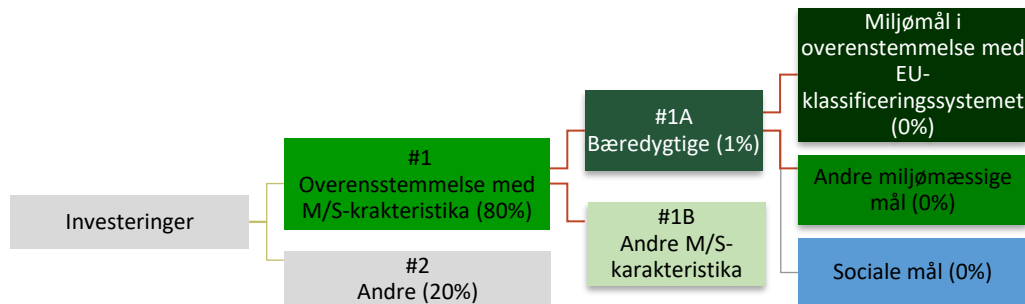 Investeringer
#1
Overensstemmelse med
M/S-krakteristika (80%)
#2
Andre (20%)
#1A
Bæredygtige (1%)
#1B
Andre M/S-
karakteristika
Miljømål i
overenstemmelse med
EU-
klassificeringssystemet
(0%)
Andre miljømæssige
mål (0%)
Sociale mål (0%)